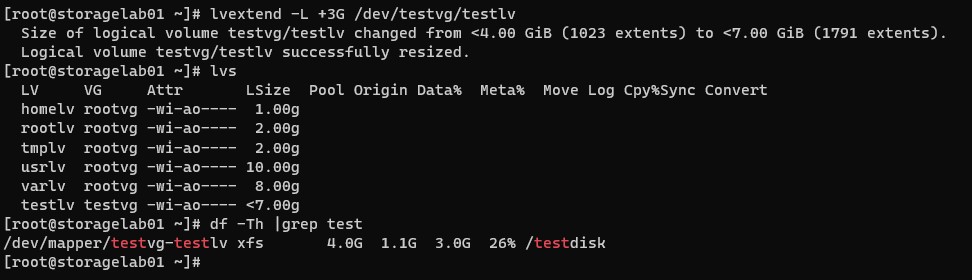 [root@storagelab01 ~]# lvextend -L +3G /dev/testvg/testlv
  Size of logical volume testvg/testlv changed from <4.00 GiB (1023 extents) to <7.00 GiB (1791 extents).
  Logical volume testvg/testlv successfully resized.
[root@storagelab01 ~]# lvs
  LV     VG     Attr       LSize  Pool Origin Data%  Meta%  Move Log Cpy%Sync Convert
  homelv rootvg -wi-ao----  1.00g
  rootlv rootvg -wi-ao----  2.00g
  tmplv  rootvg -wi-ao----  2.00g
  usrlv  rootvg -wi-ao---- 10.00g
  varlv  rootvg -wi-ao----  8.00g
  testlv testvg -wi-ao---- <7.00g
[root@storagelab01 ~]# df -Th |grep test
/dev/mapper/testvg-testlv xfs       4.0G  1.1G  3.0G  26% /testdisk
[root@storagelab01 ~]#